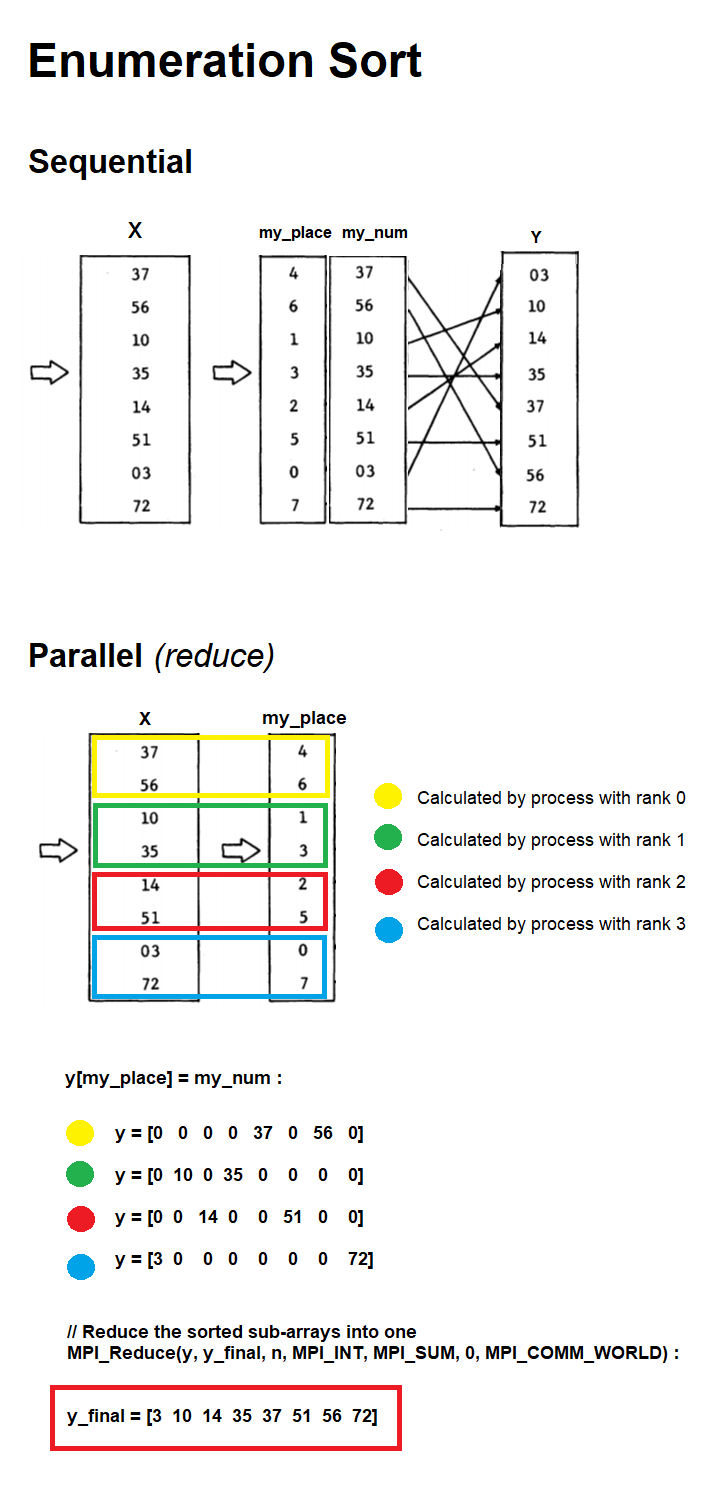 Enumeration Sort
Sequential
X my_place my_num Y
37 4 37 03
56 6 56 10
10 1 10 14
35 3 35 35
14 2 14 37
51 5 51 51
03 0 03 56
72 7 72 72
Parallel (reduce)
X my_place
37 4
56 6
10 1
35 3
14 2
51 5
03 0
72 7
Calculated by process with rank 0
Calculated by process with rank 1
Calculated by process with rank 2
Calculated by process with rank 3
y[my_place] = my_num :
y = [0 0 0 0 37 0 56 0]
y = [0 10 0 35 0 0 0 0]
y = [0 0 14 0 0 51 0 0]
y = [3 0 0 0 0 0 0 72]
// Reduce the sorted sub-arrays into one
MPI_Reduce(y, y_final, n, MPI_INT, MPI_SUM, 0, MPI_COMM_WORLD) :
y_final = [3 10 14 35 37 51 56 72]